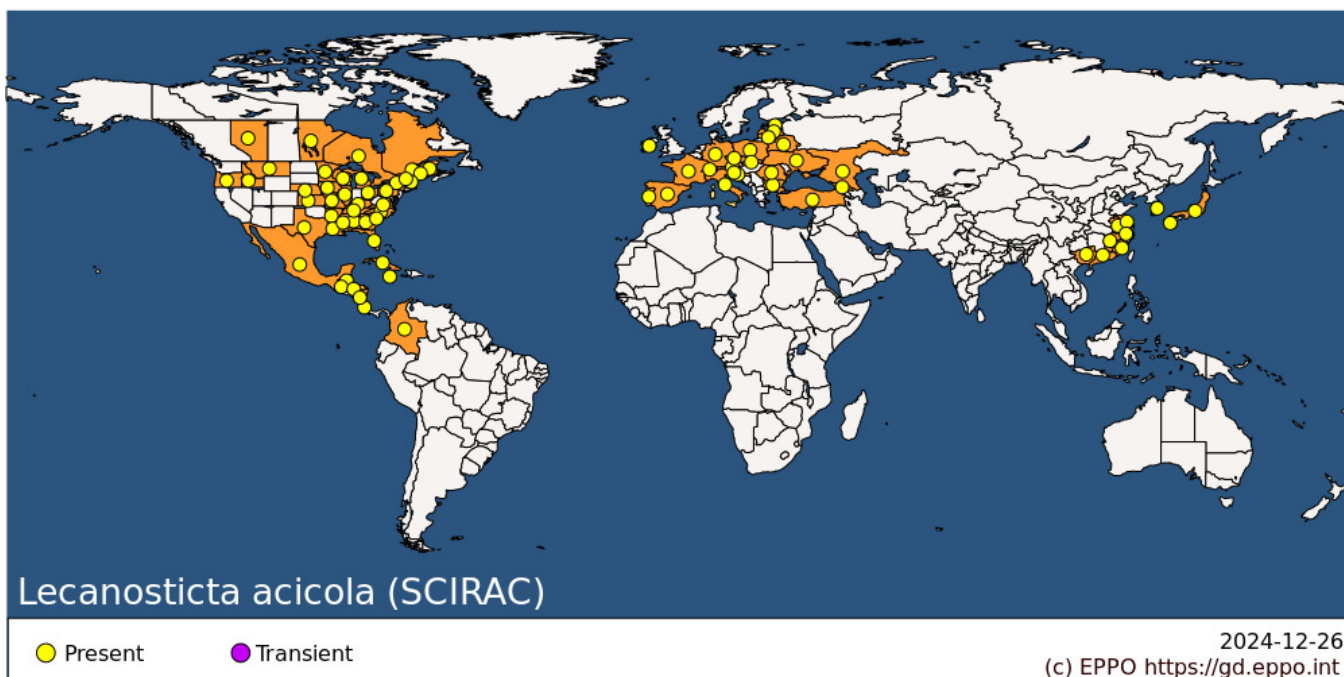 Lecanosticta acicola (SCIRAC)
Present
Transient
2024-12-26
(c) EPPO https://gd.eppo.int